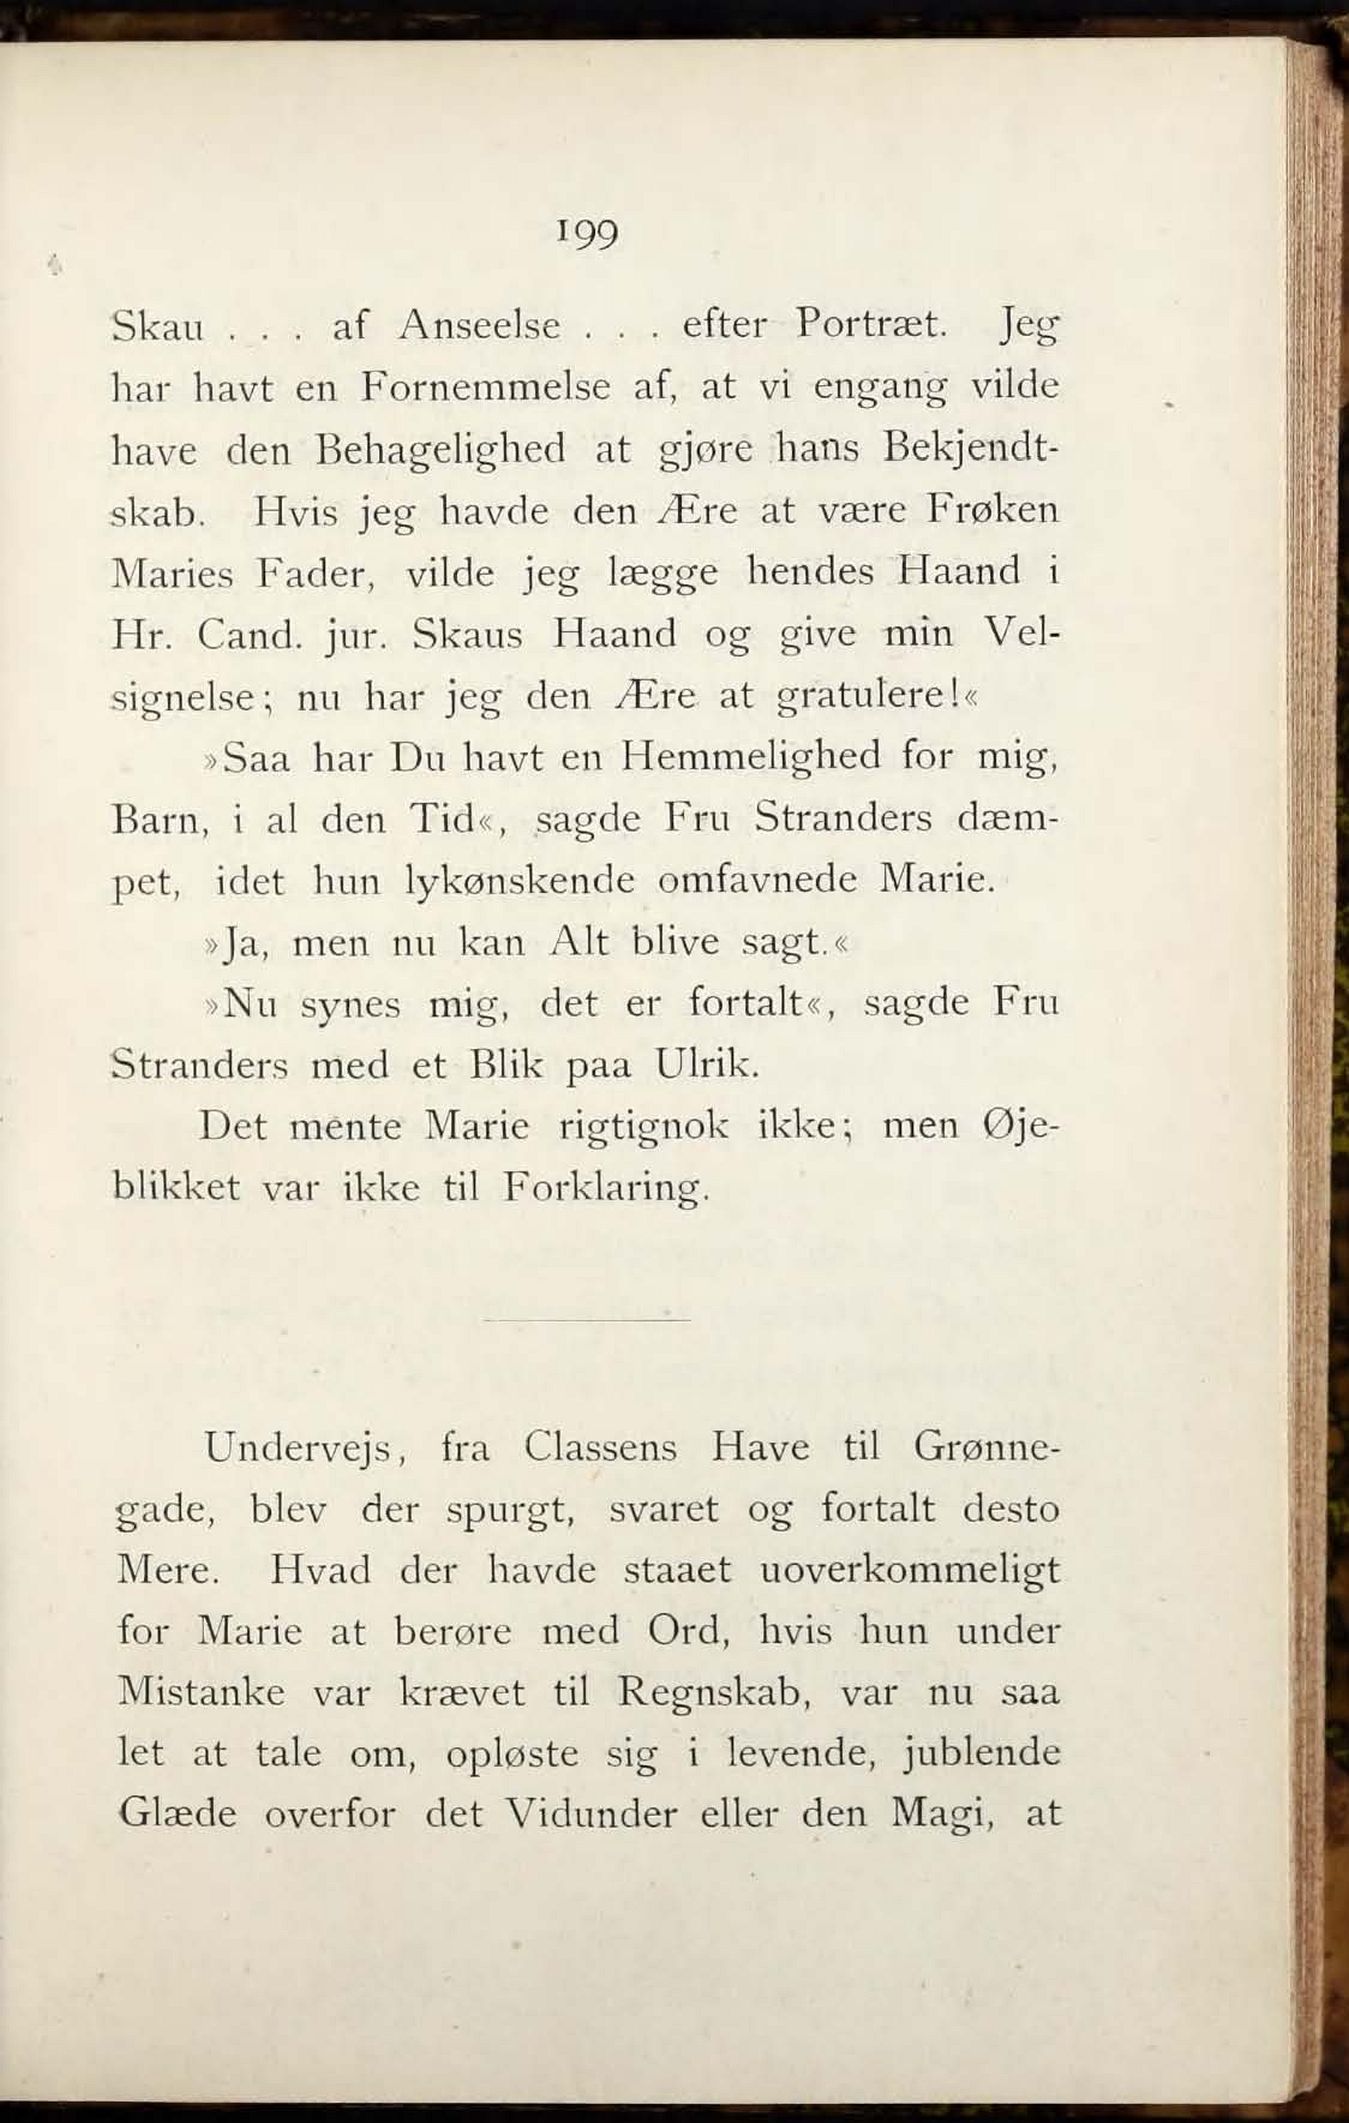 199
Skau . . . af Anseelse . . . efter Portræt. Jeg
har havt en Fornemmelse af, at vi engang vilde
have den Behagelighed at gjøre hans Bekjendt-
skab. Hvis jeg havde den Ære at være Frøken
Maries Fader, vilde jeg lægge hendes Haand i
Hr. Cand. jur. Skaus Haand og give min Vel-
signelse; nu har jeg den Ære at gratulere!«
»Saa har Du havt en Hemmelighed for mig,
Barn, i al den Tid«, sagde Fru Stranders dæm-
pet, idet hun lykønskende omfavnede Marie.
»Ja, men nu kan Alt blive sagt.«
»Nu synes mig, det er fortalt«, sagde Fru
Stranders med et Blik paa Ulrik.
Det mente Marie rigtignok ikke; men Øje-
blikket var ikke til Forklaring.
Undervejs, fra Classens Have til Grønne-
gade, blev der spurgt, svaret og fortalt desto
Mere. Hvad der havde staaet uoverkommeligt
for Marie at berøre med Ord, hvis hun under
Mistanke var krævet til Regnskab, var nu saa
let at tale om, opløste sig i levende, jublende
Glæde overfor det Vidunder eller den Magi, at